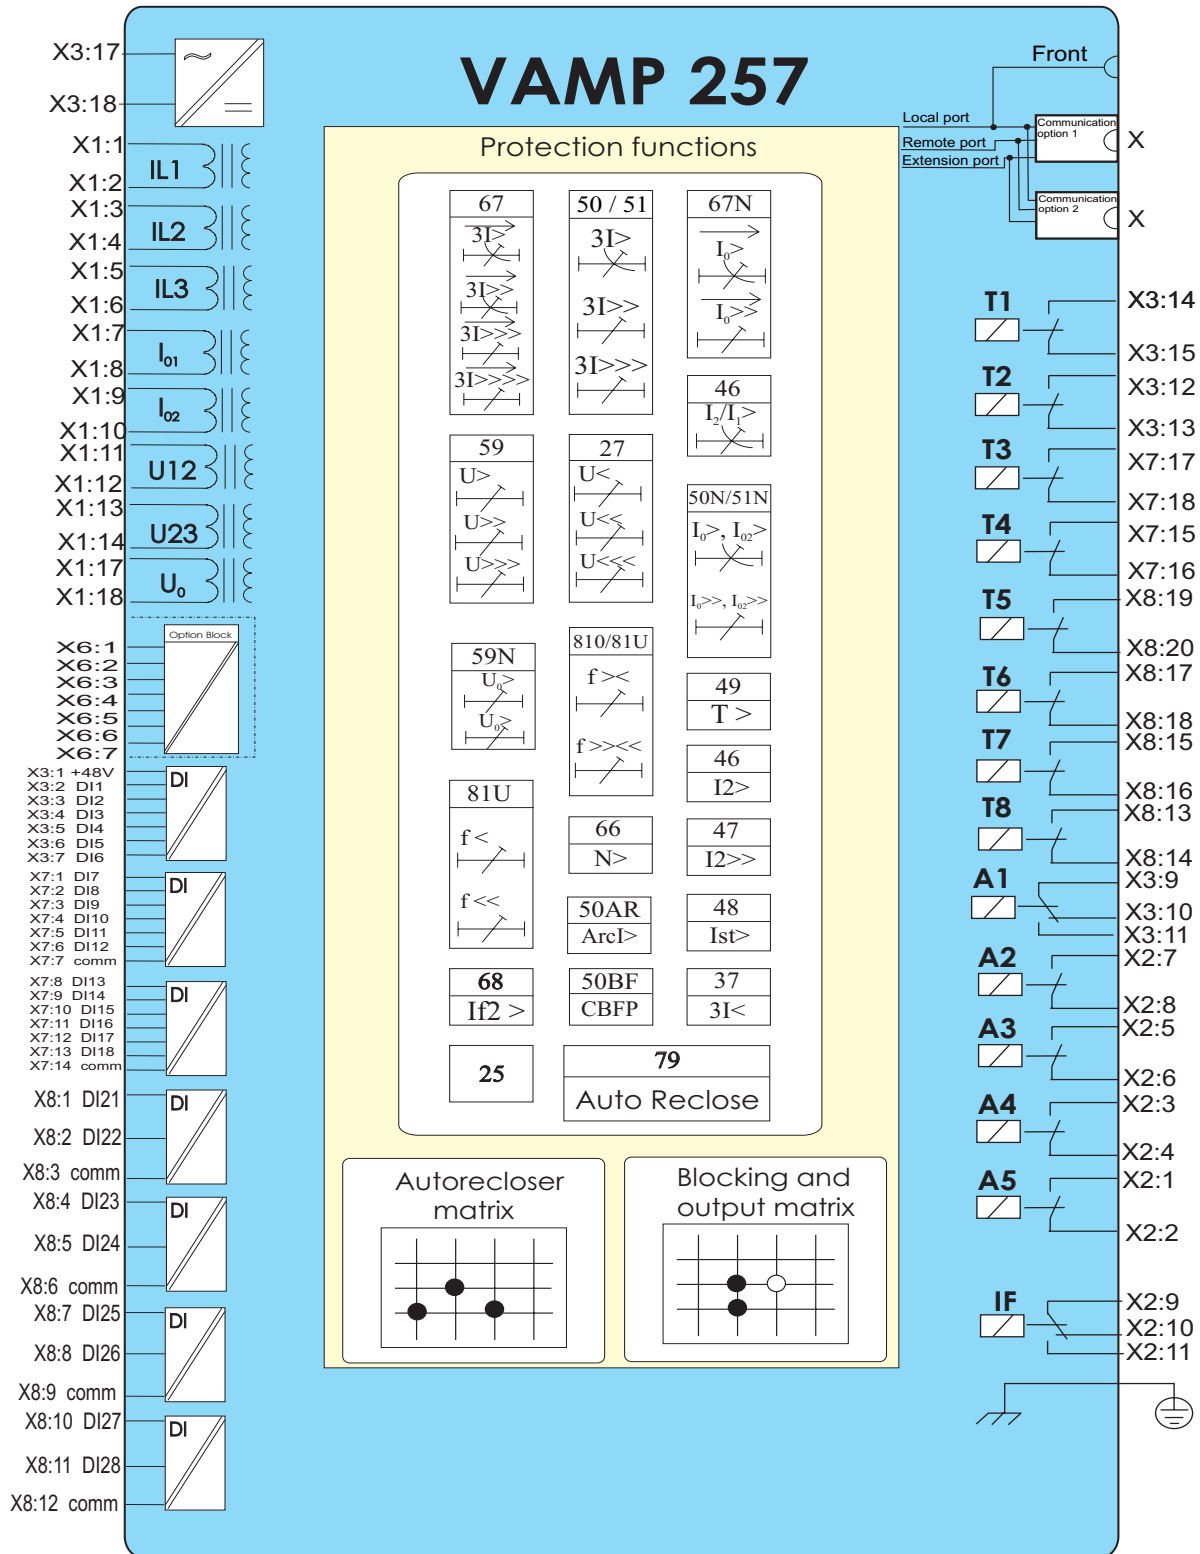 VAMP 257
X3:17
X3:18
X1:1
IL1
X1:2
X1:3
IL2
X1:4
X1:5
IL3
X1:6
X1:7
I01
X1:8
X1:9
I02
X1:10
X1:11
U12
X1:12
X1:13
U23
X1:14
X1:17
U0
X1:18
Option Block
X6:1
X6:2
X6:3
X6:4
X6:5
X6:6
X6:7
DI
X3:1 +48V
X3:2 DI1
X3:3 DI2
X3:4 DI3
X3:5 DI4
X3:6 DI5
X3:7 DI6
DI
X7:1 DI7
X7:2 DI8
X7:3 DI9
X7:4 DI10
X7:5 DI11
X7:6 DI12
X7:7 comm
DI
X7:8 DI13
X7:9 DI14
X7:10 DI15
X7:11 DI16
X7:12 DI17
X7:13 DI18
X7:14 comm
DI
X8:1 DI21
X8:2 DI22
X8:3 comm
DI
X8:4 DI23
X8:5 DI24
X8:6 comm
DI
X8:7 DI25
X8:8 DI26
X8:9 comm
DI
X8:10 DI27
X8:11 DI28
X8:12 comm
Protection functions
67
3I>
3I>>
3I>>>
3I>>>>
50 / 51
3I>
3I>>
3I>>>
67N
I0>
I0>>
46
I2/I1>
59
U>
U>>
U>>>
27
U<
U<<
U<<<
50N/51N
I0>, I02>
I0>>, I02>>
59N
U0>
U0>
810/81U
f ><
f >><<
49
T >
46
I2>
81U
f <
f <<
66
N>
47
I2>>
50AR
ArcI>
48
Ist>
68
If2 >
50BF
CBFP
37
3I<
25
79
Auto Reclose
Autorecloser
matrix
Blocking and
output matrix
Front
Local port
Remote port
Extension port
Communication
option 1
X
Communication
option 2
X
T1
X3:14
X3:15
T2
X3:12
X3:13
T3
X7:17
X7:18
T4
X7:15
X7:16
T5
X8:19
X8:20
T6
X8:17
X8:18
T7
X8:15
X8:16
T8
X8:13
X8:14
A1
X3:9
X3:10
X3:11
A2
X2:7
X2:8
A3
X2:5
X2:6
A4
X2:3
X2:4
A5
X2:1
X2:2
IF
X2:9
X2:10
X2:11